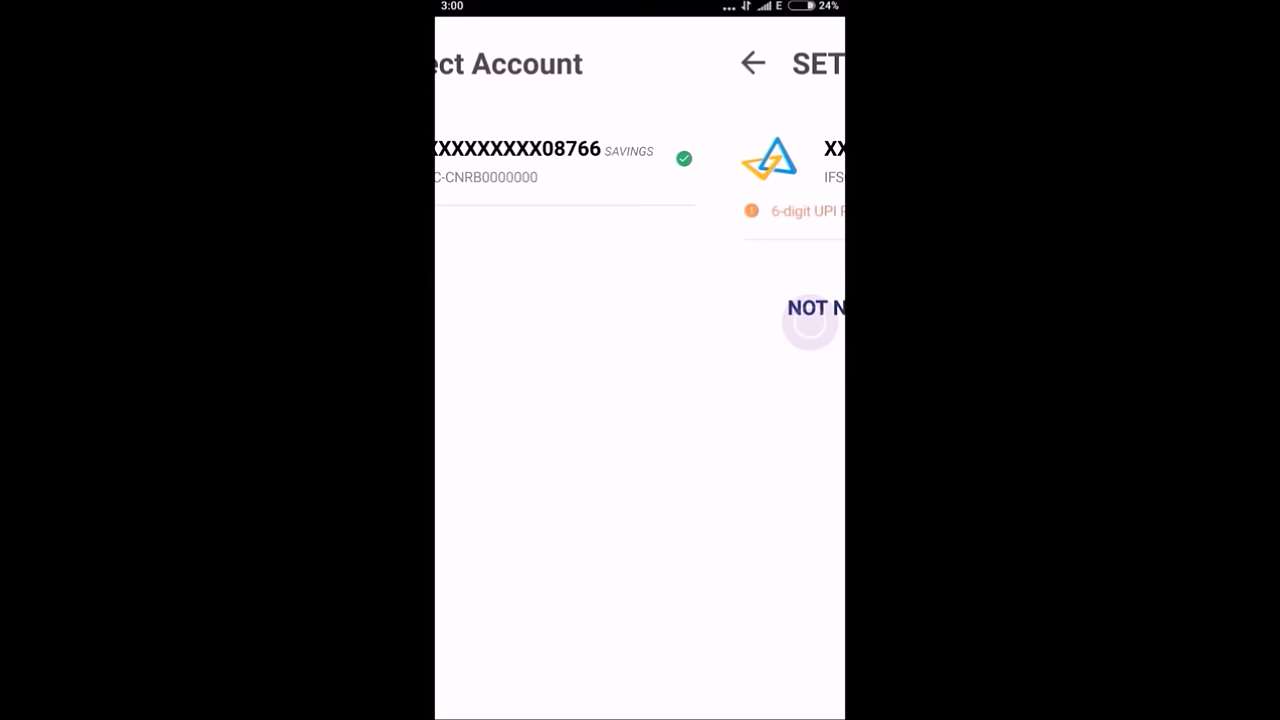 3:00 E 24%
ect Account
SET
XXXXXXXXX08766 SAVINGS
C-CNRB0000000
XX
IFS
6-digit UPI
NOT N